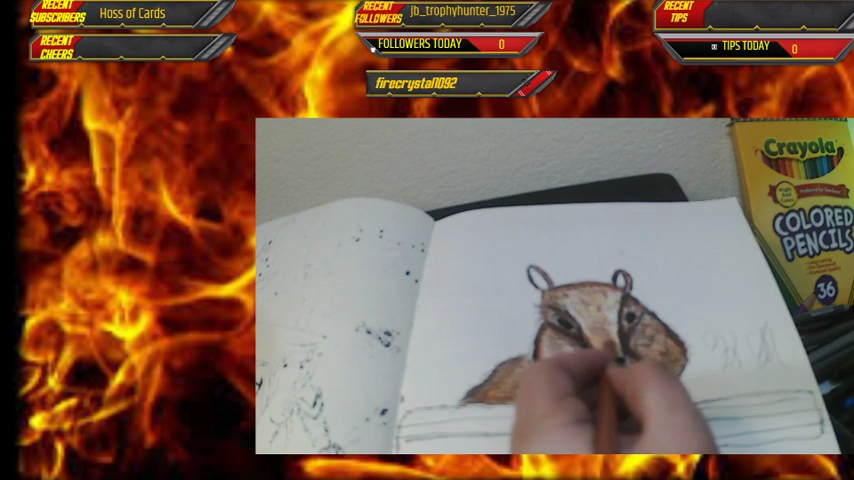 RECENT
SUBSCRIBERS
Hoss of Cards
RECENT
CHEERS
RECENT
FOLLOWERS
jb_trophyhunter_1975
FOLLOWERS TODAY 0
firecrystal1092
RECENT
TIPS
TIPS TODAY 0
Crayola
COLORED
PENCILS
36